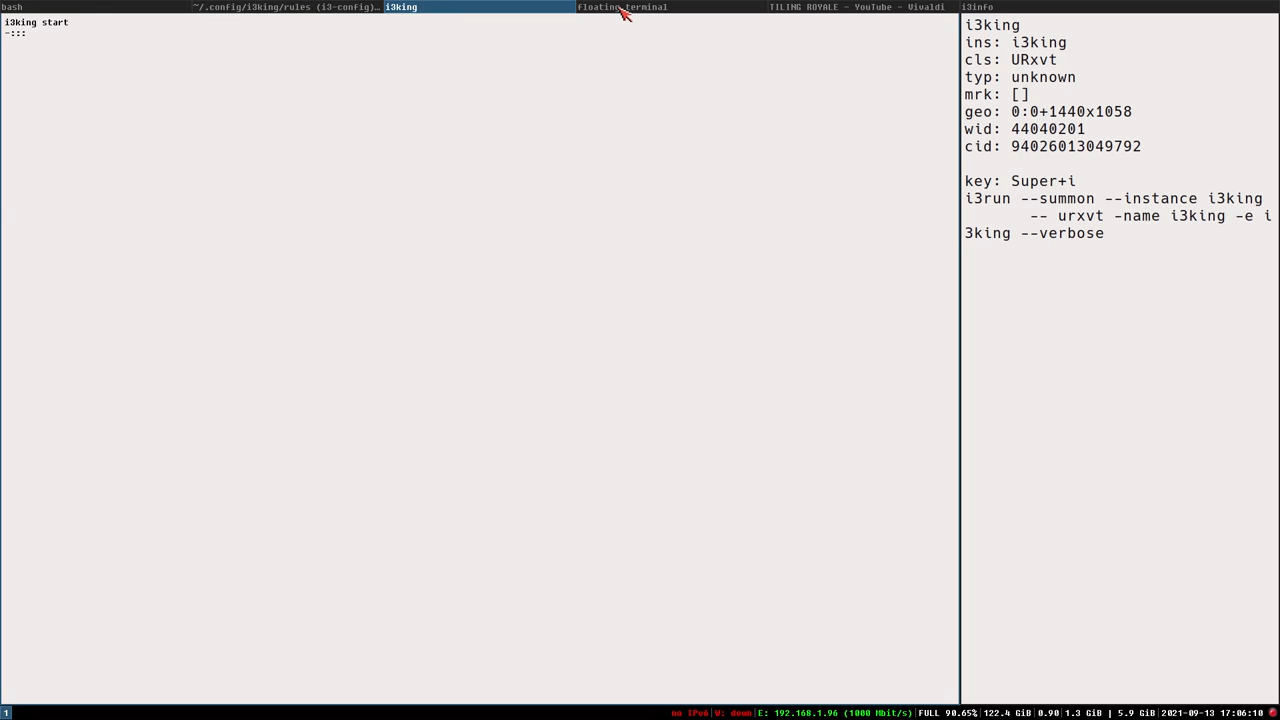 bash
~/.config/i3king/rules (i3-config)…
i3king
floating terminal
TILING ROYALE - YouTube - Vivaldi
i3info
i3king start
-:::
i3king
ins: i3king
cls: URxvt
typ: unknown
mrk: []
geo: 0:0+1440x1058
wid: 44040201
cid: 94026013049792
key: Super+i
i3run --summon --instance i3king
-- urxvt -name i3king -e i
3king --verbose
1
no IPv6|W: down|E: 192.168.1.96 (1000 Mbit/s)|FULL 90.65%|122.4 GiB|0.90|1.3 GiB | 5.9 GiB|2021-09-13 17:06:10